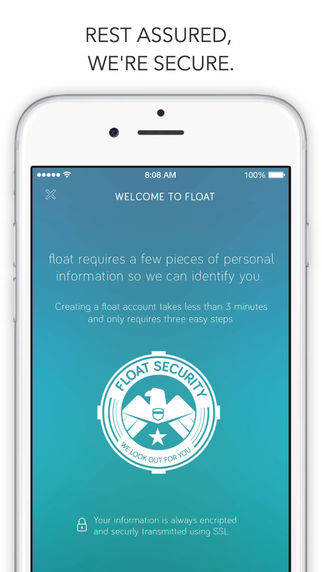 REST ASSURED,
WE'RE SECURE.
8:08 AM
100%
WELCOME TO FLOAT
float requires a few pieces of personal
information so we can identify you.
Creating a float account takes less than 3 minutes
and only requires three easy steps
FLOAT SECURITY
WE LOOK OUT FOR YOU
Your information is always encripted
and securly transmitted using SSL.